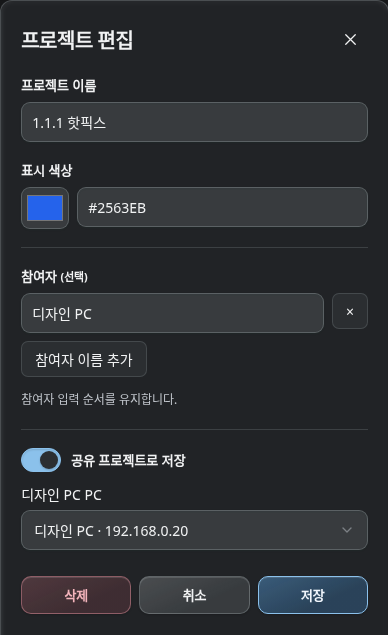 프로젝트 편집
프로젝트 이름
1.1.1 핫픽스
표시 색상
#2563EB
참여자 (선택)
디자인 PC
×
참여자 이름 추가
참여자 입력 순서를 유지합니다.
공유 프로젝트로 저장
디자인 PC PC
디자인 PC · 192.168.0.20
삭제 취소 저장